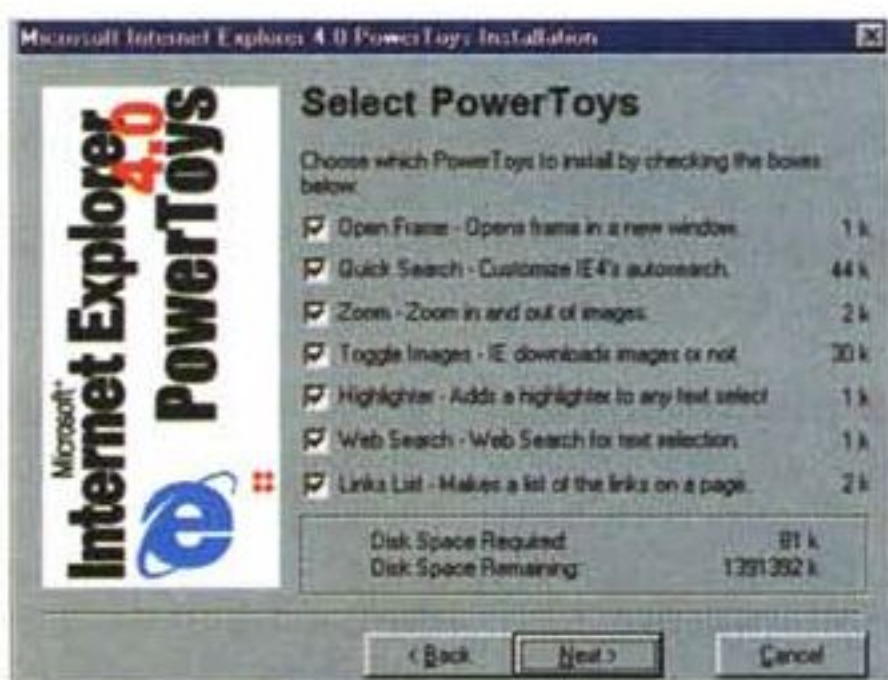 Microsoft Internet Explorer 4.0 PowerToys Installation
Microsoft
Internet Explorer
4.0
PowerToys
Select PowerToys
Choose which PowerToys to install by checking the boxes
below.
Open Frame - Opens frame in a new window. 1 k
Quick Search - Customize IE4's autosearch. 44 k
Zoom - Zoom in and out of images. 2 k
Toggle Images - IE downloads images or not 30 k
Highlighter - Adds a highlighter to any text select 1 k
Web Search - Web Search for text selection. 1 k
Links List - Makes a list of the links on a page. 2 k
Disk Space Required: 81 k
Disk Space Remaining: 1391392 k
< Back
Next >
Cancel